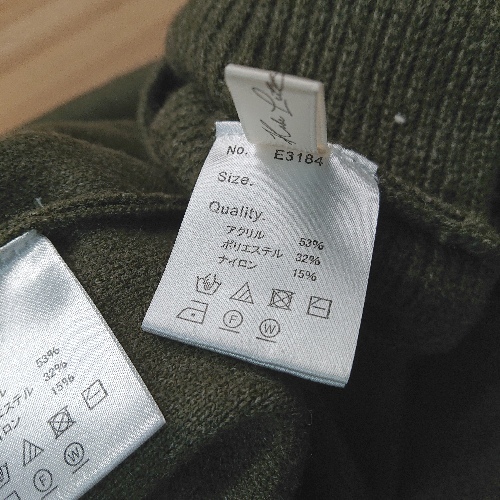 No. E3184
Size.
Quality.
アクリル 53%
ポリエステル 32%
ナイロン 15%
F W
53%
エステル 32%
ロン 15%
F W